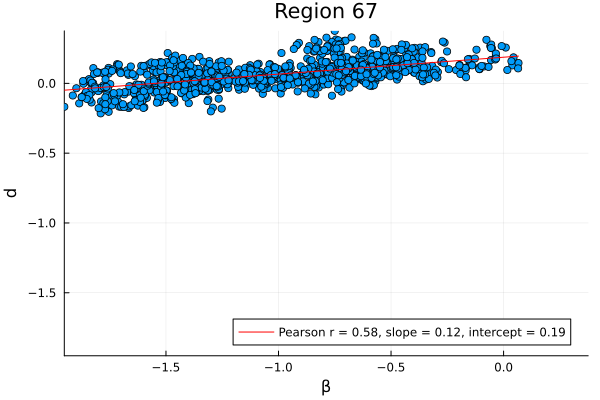 Region 67
0.0
−0.5
−1.0
−1.5
d
Pearson r = 0.58, slope = 0.12, intercept = 0.19
−1.5 −1.0 −0.5 0.0
β